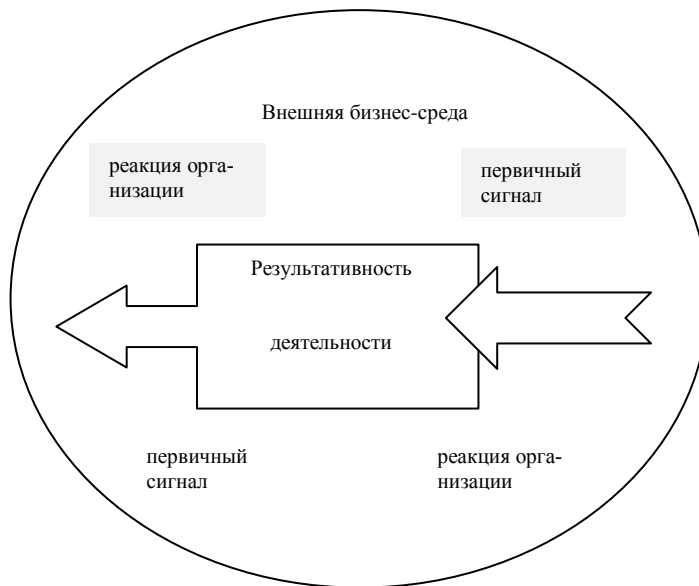 Внешняя бизнес-среда
реакция орга-
низации
первичный
сигнал
Результативность
деятельности
первичный
сигнал
реакция орга-
низации